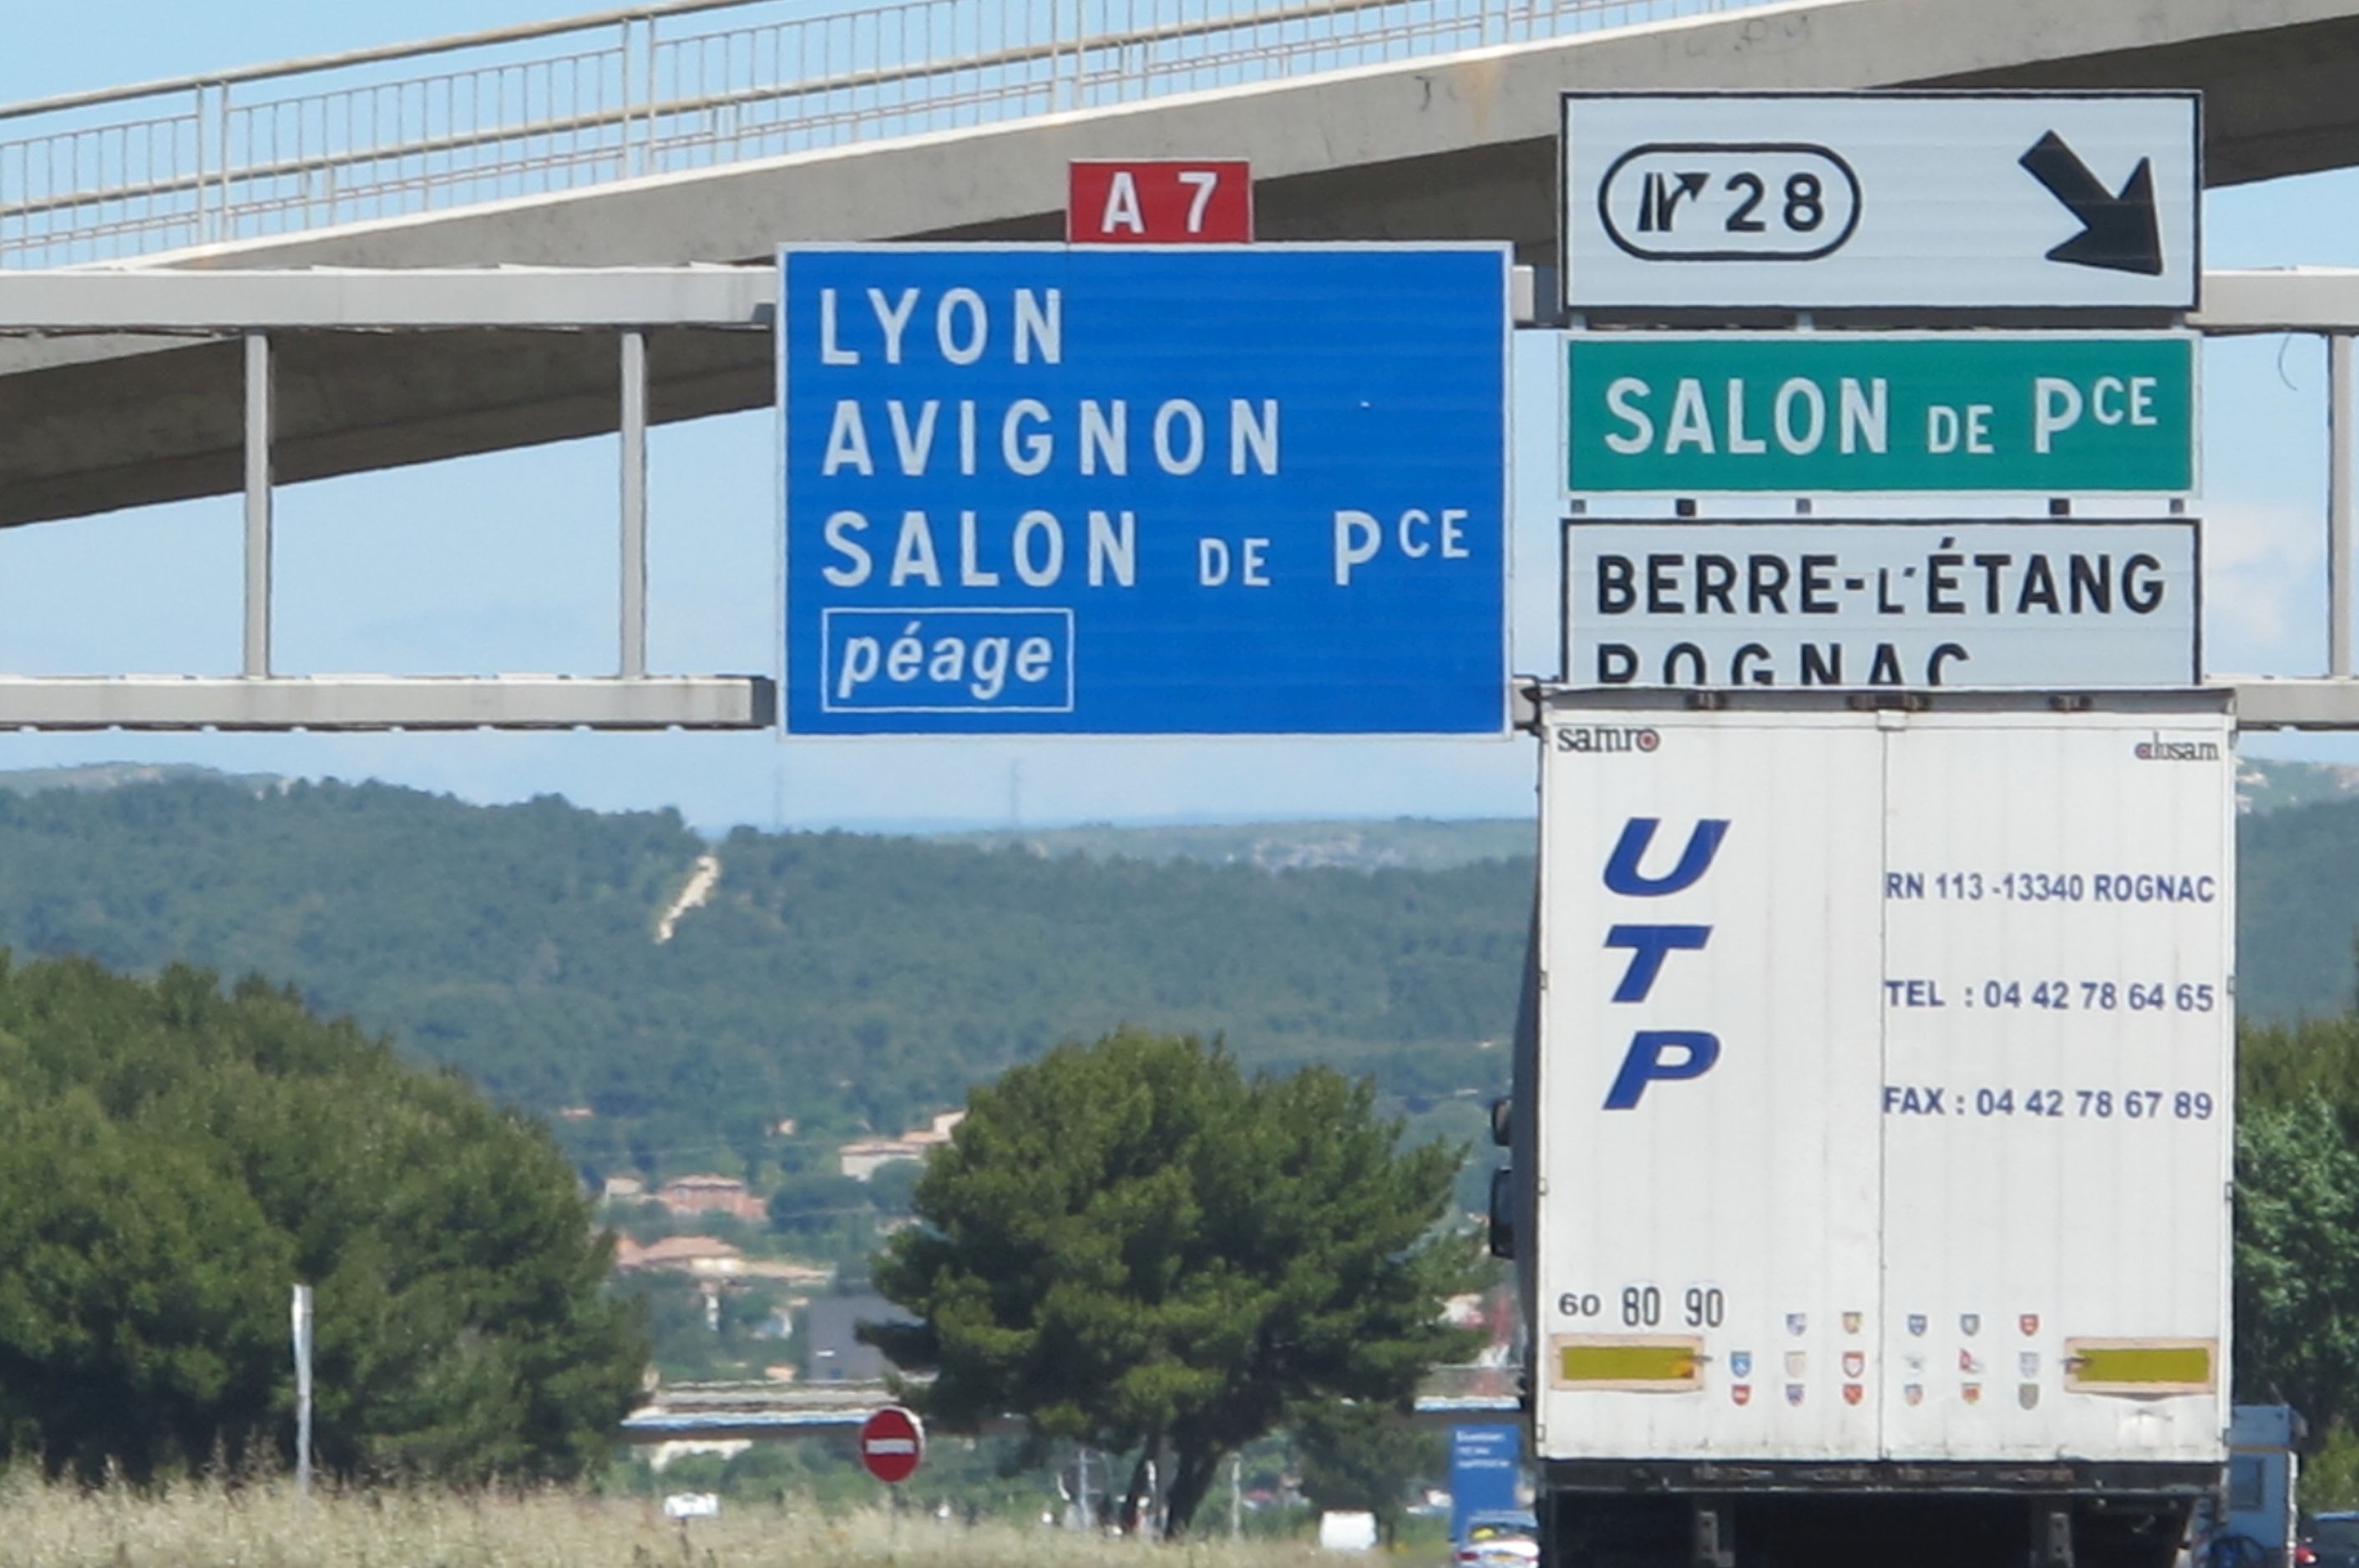 A 7
LYON
AVIGNON
SALON DE PCE
péage
28
SALON DE PCE
BERRE-L'ÉTANG
ROGNAC
samro
alusam
UTP
RN 113 -13340 ROGNAC
TEL : 04 42 78 64 65
FAX : 04 42 78 67 89
60 80 90